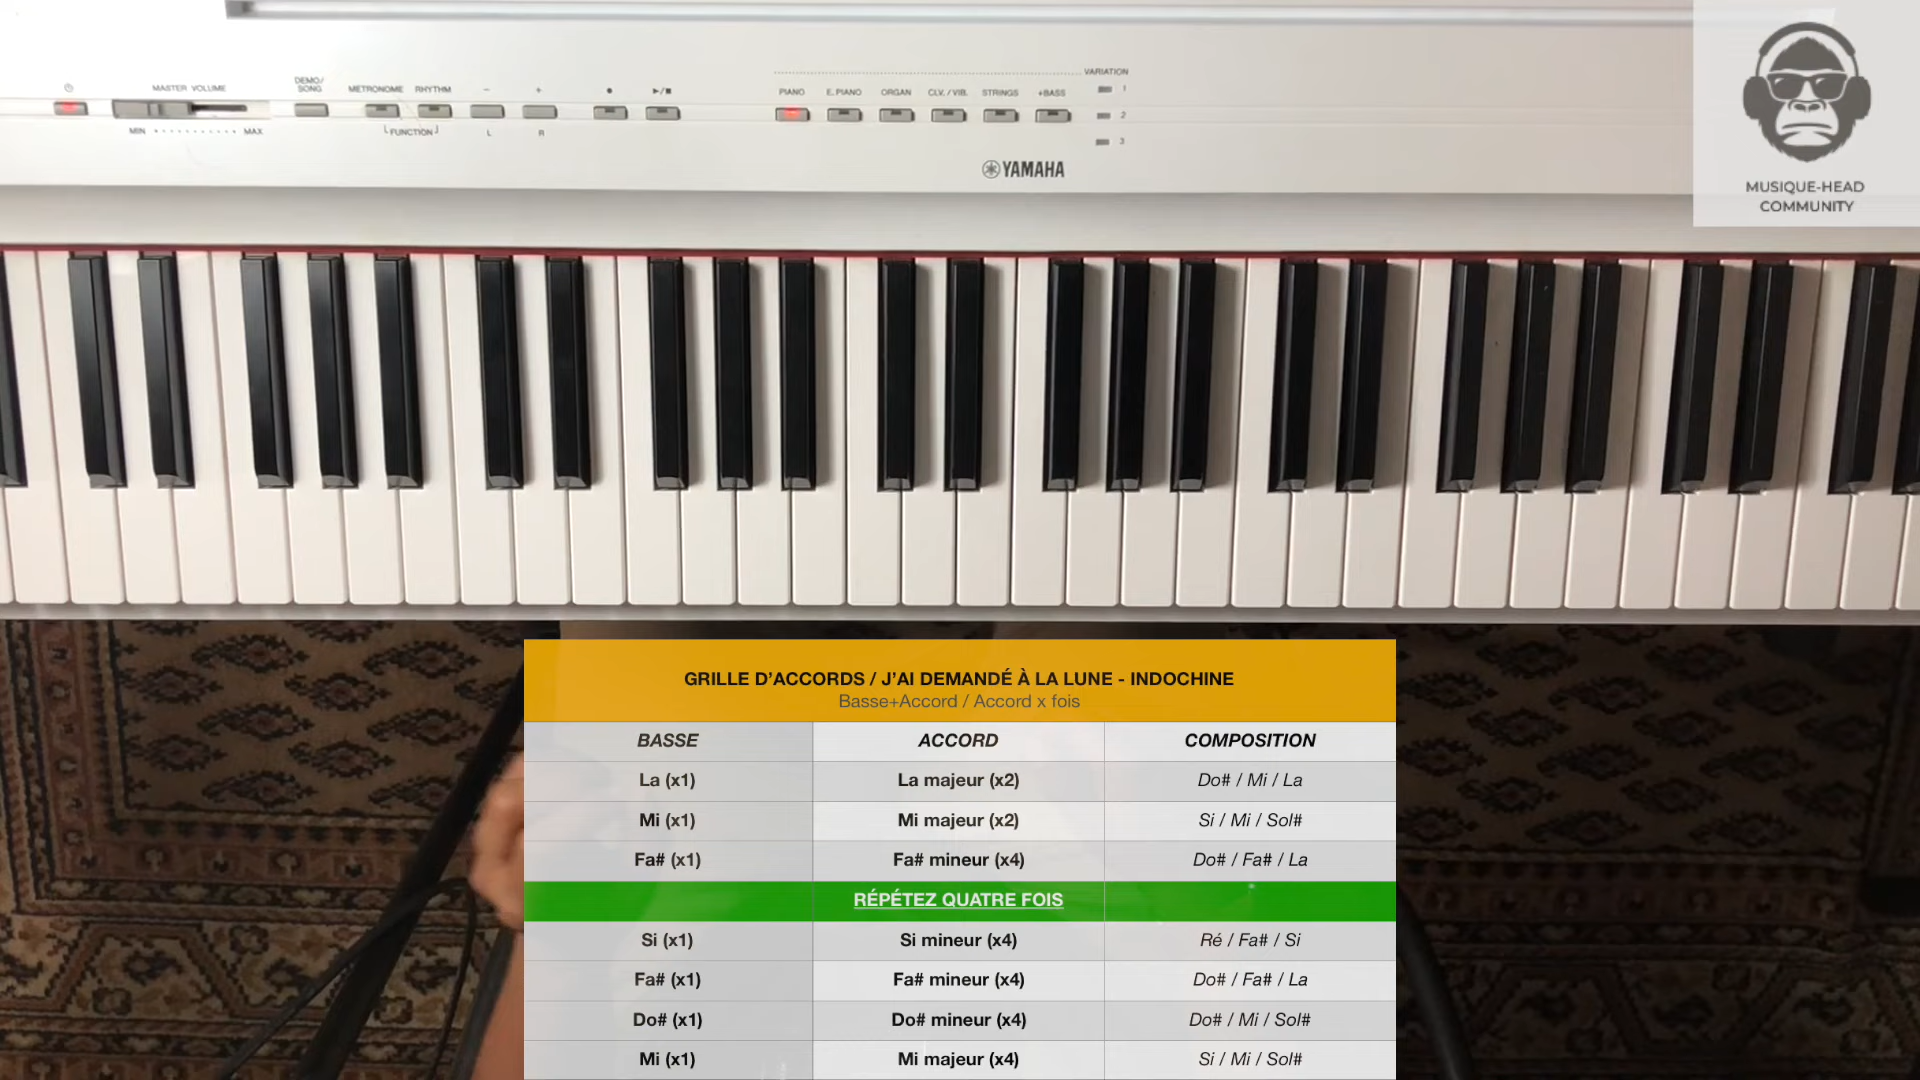 VARIATION
DEMO/
SONG
MASTER VOLUME
METRONOME RHYTHM
- +
PIANO E. PIANO ORGAN CLV. / VIB. STRINGS +BASS
1
2
3
MIN MAX
FUNCTION
L R
YAMAHA
MUSIQUE-HEAD
COMMUNITY
GRILLE D'ACCORDS / J'AI DEMANDÉ À LA LUNE - INDOCHINE
Basse+Accord / Accord x fois
BASSE ACCORD COMPOSITION
La (x1) La majeur (x2) Do# / Mi / La
Mi (x1) Mi majeur (x2) Si / Mi / Sol#
Fa# (x1) Fa# mineur (x4) Do# / Fa# / La
RÉPÉTEZ QUATRE FOIS
Si (x1) Si mineur (x4) Ré / Fa# / Si
Fa# (x1) Fa# mineur (x4) Do# / Fa# / La
Do# (x1) Do# mineur (x4) Do# / Mi / Sol#
Mi (x1) Mi majeur (x4) Si / Mi / Sol#